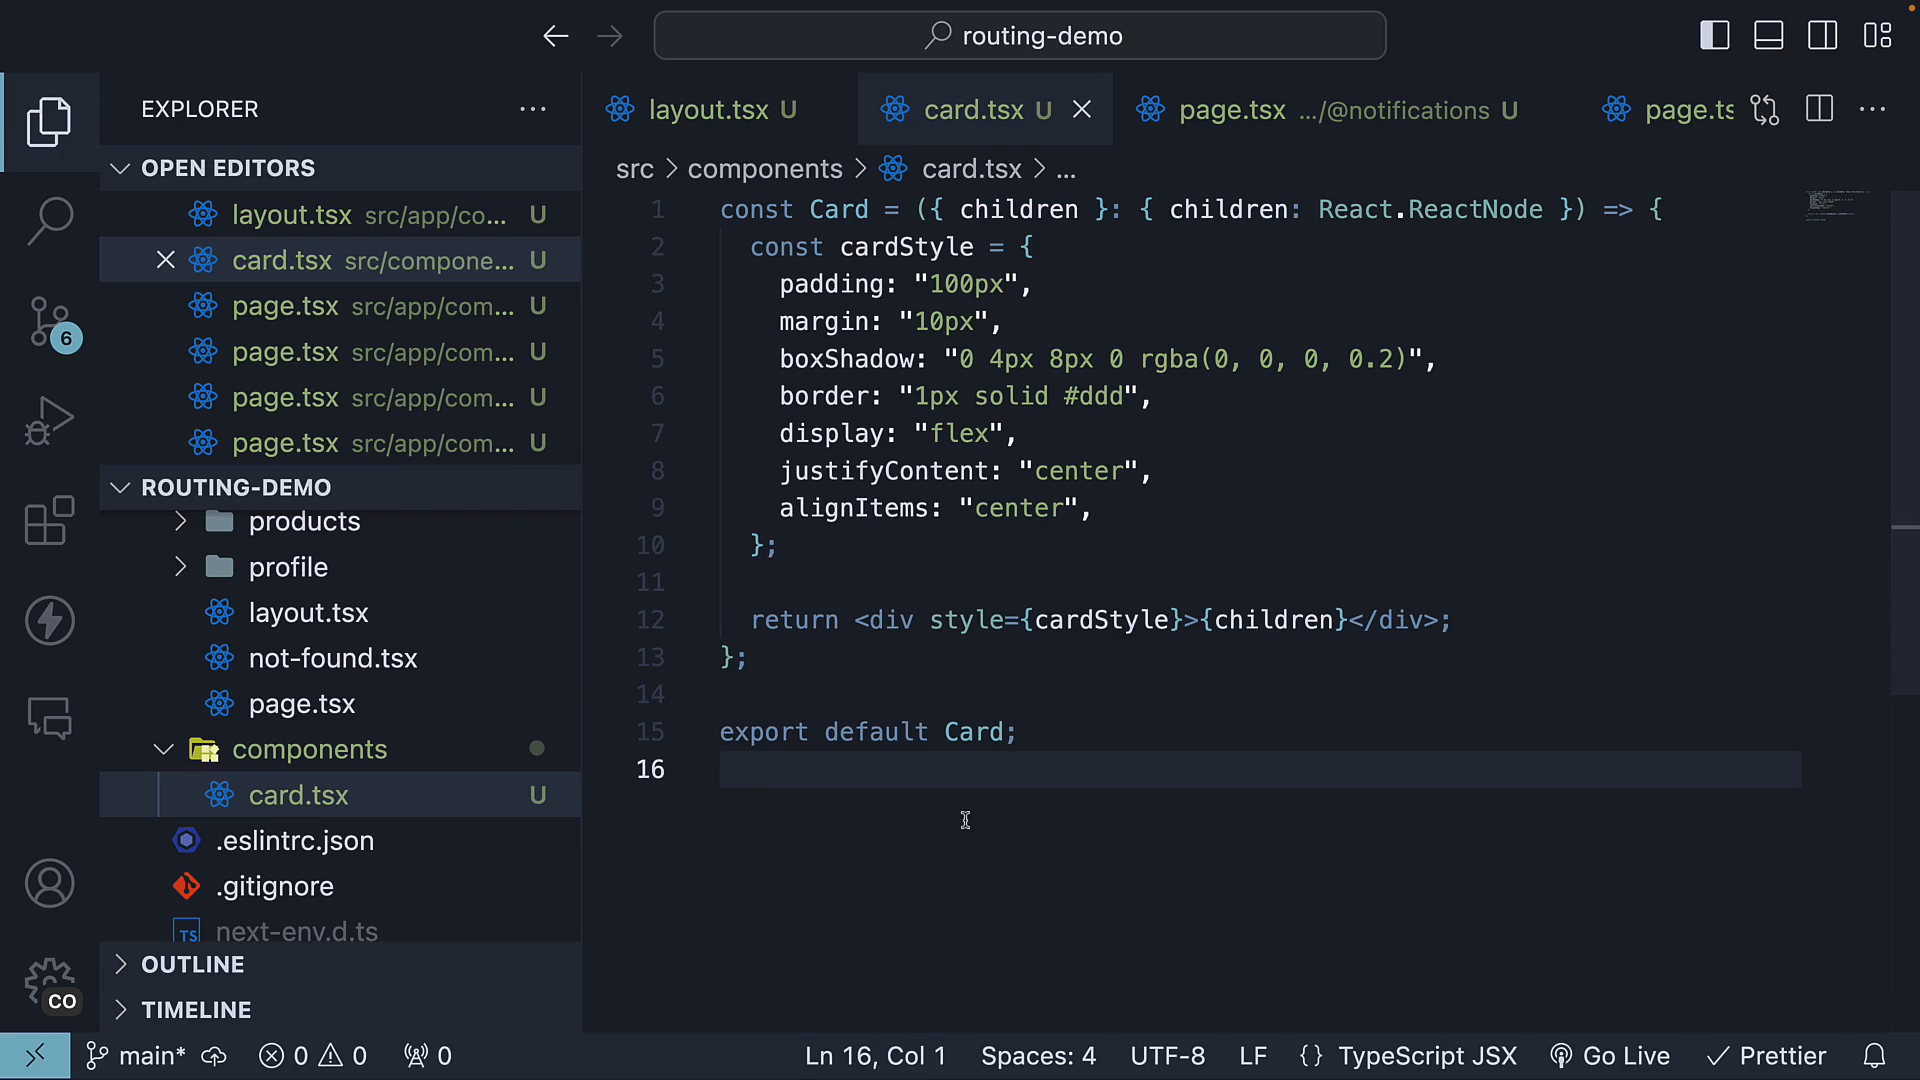 routing-demo
EXPLORER
OPEN EDITORS
layout.tsx src/app/co... U
card.tsx src/compone... U
page.tsx src/app/com... U
page.tsx src/app/com... U
page.tsx src/app/com... U
page.tsx src/app/com... U
ROUTING-DEMO
products
profile
layout.tsx
not-found.tsx
page.tsx
components
card.tsx U
.eslintrc.json
.gitignore
TS next-env.d.ts
OUTLINE
TIMELINE
6
CO
layout.tsx U
card.tsx U
page.tsx .../@notifications U
page.ts
src > components > card.tsx > ...
1 const Card = ({ children }: { children: React.ReactNode }) => {
2 const cardStyle = {
3 padding: "100px",
4 margin: "10px",
5 boxShadow: "0 4px 8px 0 rgba(0, 0, 0, 0.2)",
6 border: "1px solid #ddd",
7 display: "flex",
8 justifyContent: "center",
9 alignItems: "center",
10 };
11
12 return <div style={cardStyle}>{children}</div>;
13 };
14
15 export default Card;
16
main* 0 0 0 Ln 16, Col 1 Spaces: 4 UTF-8 LF {} TypeScript JSX Go Live Prettier